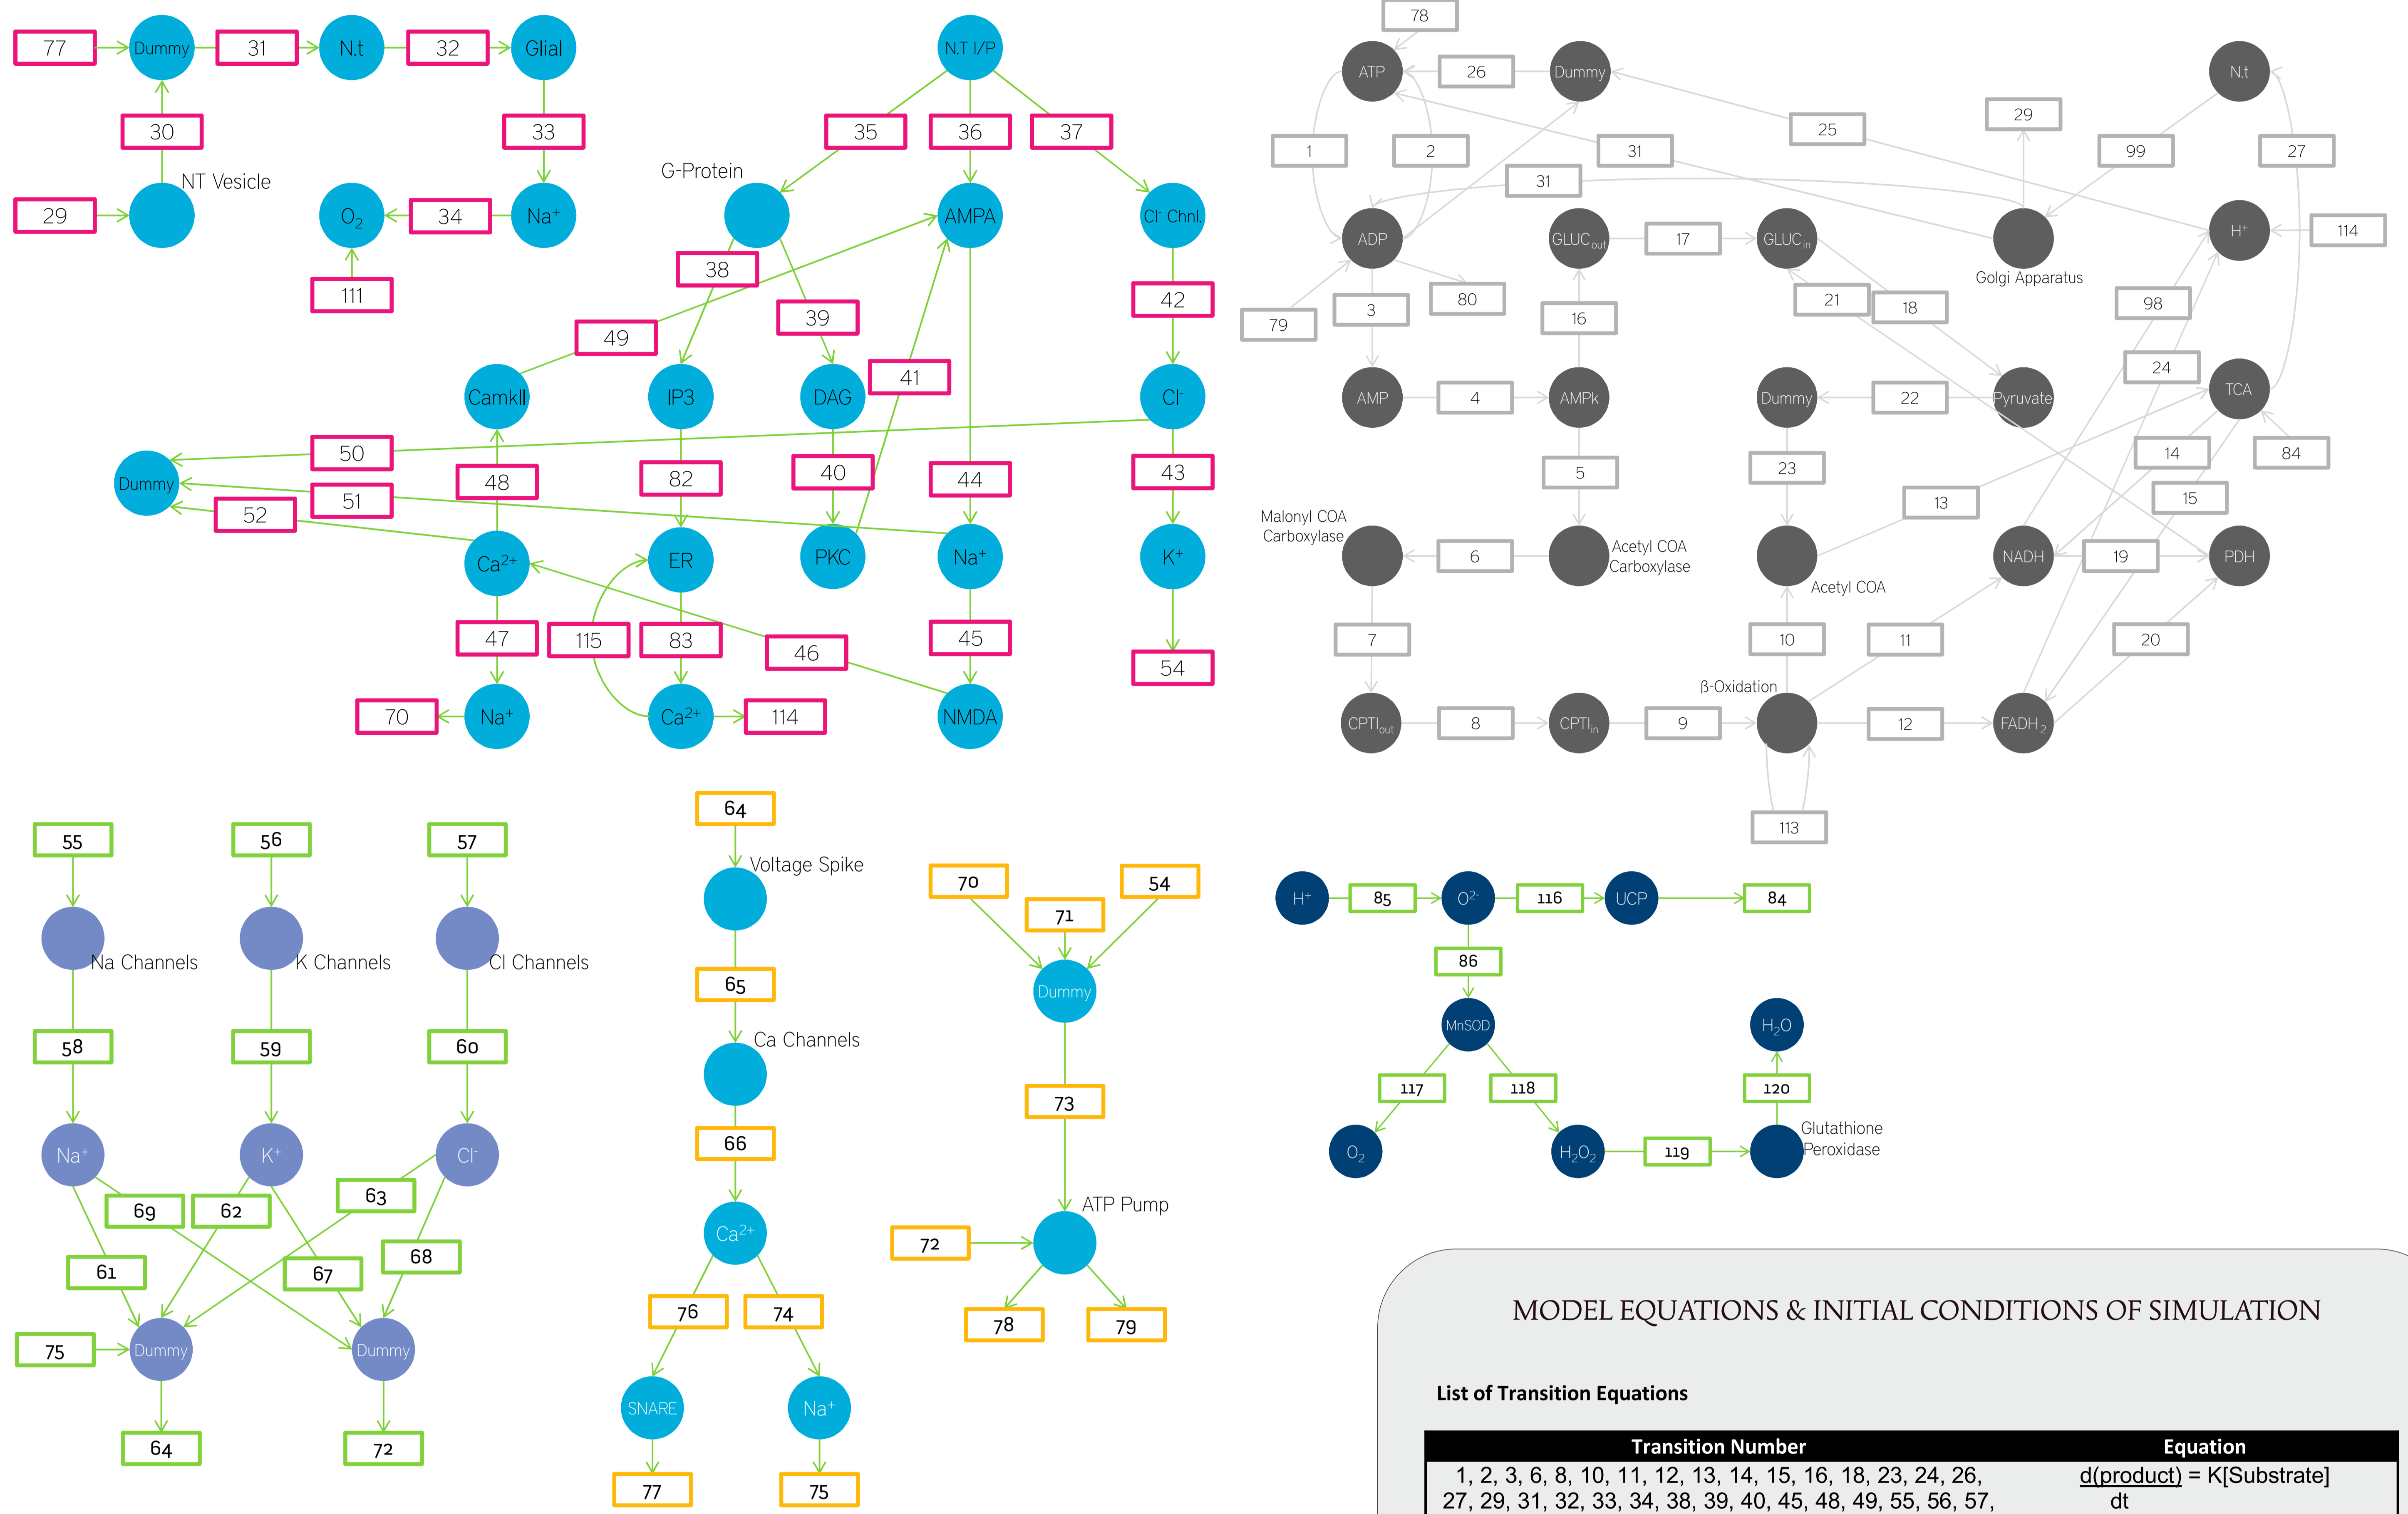 77
Dummy
31
N.t
32
Glial
N.T I/P
30
33
35
36
37
NT Vesicle
G-Protein
29
O₂
34
Na⁺
AMPA
Cl⁻ Chnl.
111
38
39
42
49
41
CamkII
IP3
DAG
Cl⁻
50
Dummy
48
82
40
44
43
51
52
Ca²⁺
ER
PKC
Na⁺
K⁺
47
115
83
46
45
54
70
Na⁺
Ca²⁺
114
NMDA
78
ATP
26
Dummy
N.t
1
2
31
25
29
99
27
31
ADP
GLUCout
17
GLUCin
Golgi Apparatus
H⁺
114
79
3
80
16
21
18
98
24
AMP
4
AMPk
Dummy
22
Pyruvate
TCA
5
23
13
14
84
15
Malonyl COA
Carboxylase
6
Acetyl COA
Carboxylase
Acetyl COA
NADH
19
PDH
7
10
11
20
β-Oxidation
CPTIout
8
CPTIin
9
12
FADH₂
113
55
56
57
Na Channels
K Channels
Cl Channels
58
59
60
Na⁺
K⁺
Cl⁻
69
62
63
61
67
68
75
Dummy
Dummy
64
72
64
Voltage Spike
65
Ca Channels
66
Ca²⁺
76
74
SNARE
Na⁺
77
75
70
71
54
Dummy
73
ATP Pump
72
78
79
H⁺
85
O²⁻
116
UCP
84
86
MnSOD
H₂O
117
118
120
O₂
H₂O₂
119
Glutathione
Peroxidase
MODEL EQUATIONS & INITIAL CONDITIONS OF SIMULATION
List of Transition Equations
Transition Number Equation
1, 2, 3, 6, 8, 10, 11, 12, 13, 14, 15, 16, 18, 23, 24, 26, d(product) = K[Substrate]
27, 29, 31, 32, 33, 34, 38, 39, 40, 45, 48, 49, 55, 56, 57, dt